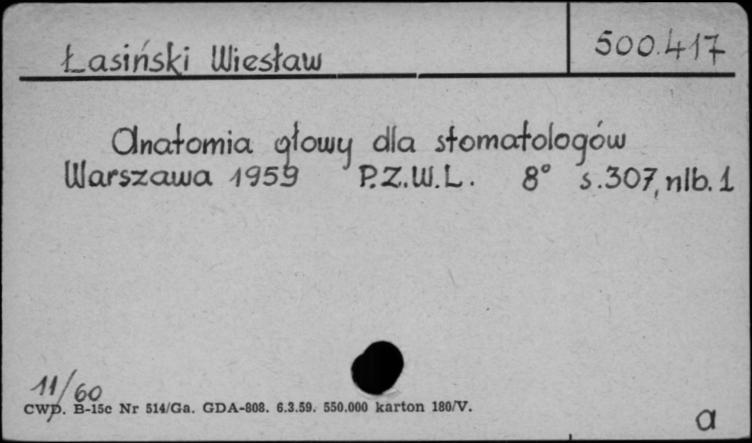 Łasiński Wiesław 500.417
Anatomia głowy dla stomatologów
Warszawa 1959 P.Z.W.L. 8° s.307, nlb.1
11/60
CWp. B-15c Nr 514/Ga. GDA-808. 6.3.59. 550.000 karton 180/V.
a